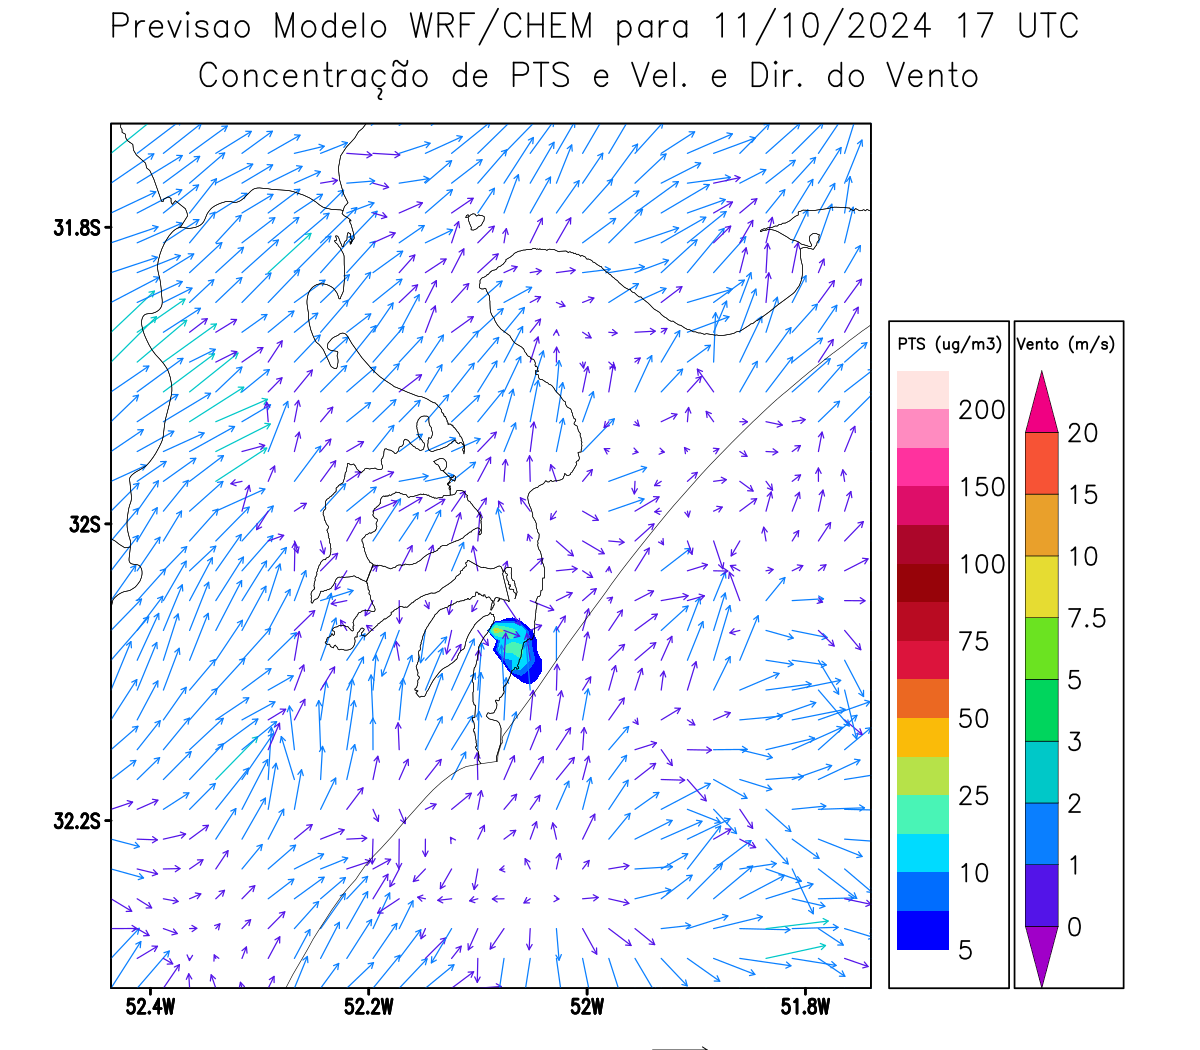 Previsao Modelo WRF/CHEM para 11/10/2024 17 UTC
Concentração de PTS e Vel. e Dir. do Vento
31.8S
32S
32.2S
52.4W
52.2W
52W
51.8W
PTS (ug/m3)
200
150
100
75
50
25
10
5
Vento (m/s)
20
15
10
7.5
5
3
2
1
0